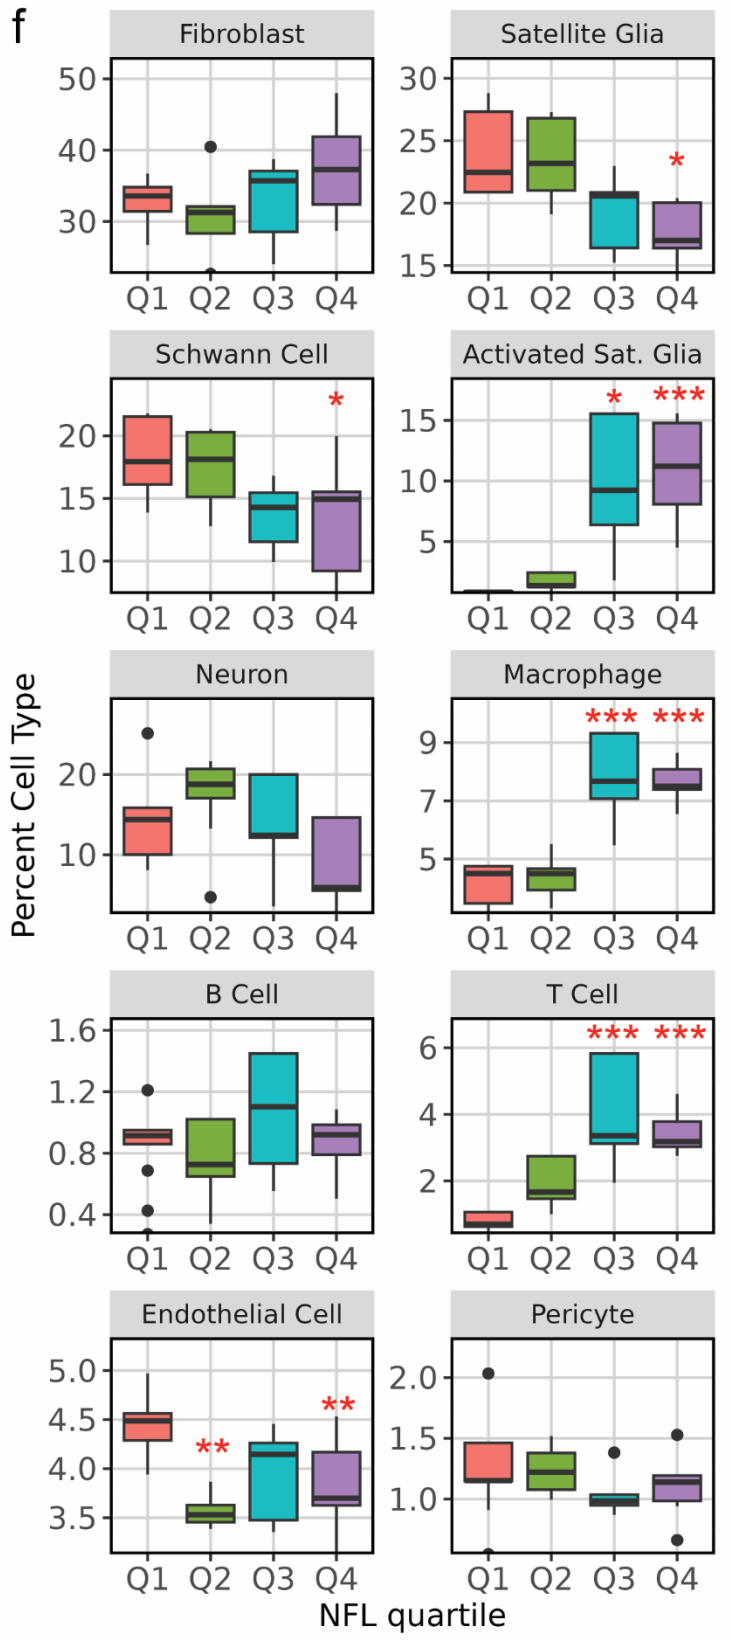 f
Fibroblast
50
40
30
Q1 Q2 Q3 Q4
Satellite Glia
30
25
20
15
*
Q1 Q2 Q3 Q4
Schwann Cell
20
15
10
*
Q1 Q2 Q3 Q4
Activated Sat. Glia
15
10
5
* ***
Q1 Q2 Q3 Q4
Neuron
20
10
Q1 Q2 Q3 Q4
Macrophage
9
7
5
*** ***
Q1 Q2 Q3 Q4
B Cell
1.6
1.2
0.8
0.4
Q1 Q2 Q3 Q4
T Cell
6
4
2
*** ***
Q1 Q2 Q3 Q4
Endothelial Cell
5.0
4.5
4.0
3.5
** **
Q1 Q2 Q3 Q4
Pericyte
2.0
1.5
1.0
Q1 Q2 Q3 Q4
Percent Cell Type
NFL quartile